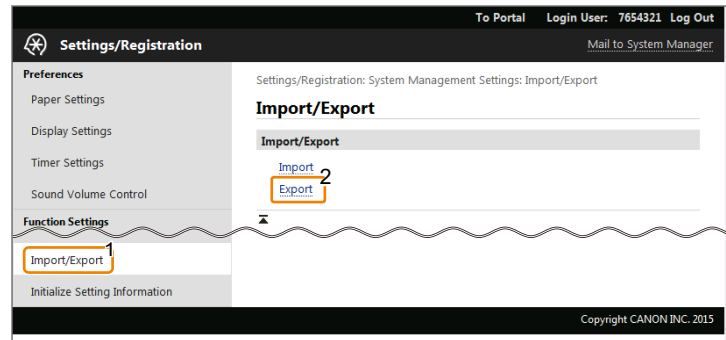 To Portal Login User: 7654321 Log Out
Settings/Registration
Mail to System Manager
Preferences
Paper Settings
Display Settings
Timer Settings
Sound Volume Control
Function Settings
1
Import/Export
Initialize Setting Information
Settings/Registration: System Management Settings: Import/Export
Import/Export
Import/Export
Import
2
Export
Copyright CANON INC. 2015